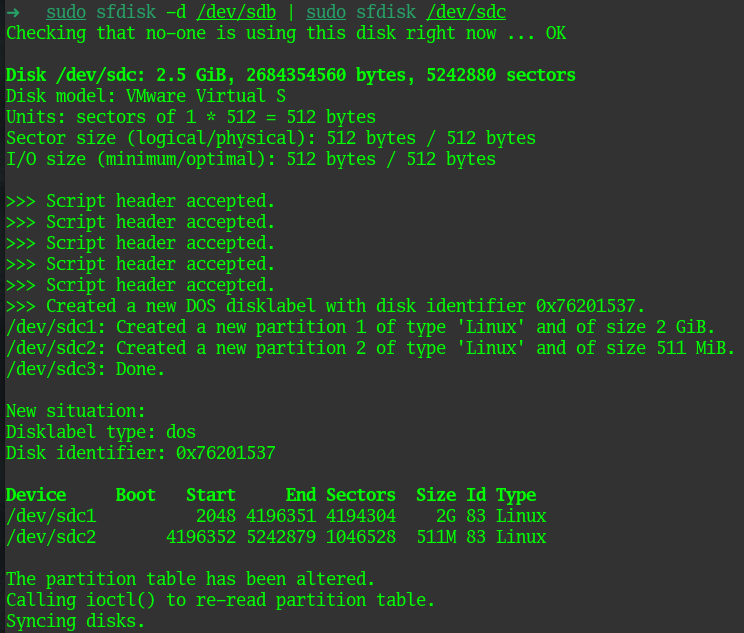 ➜   sudo sfdisk -d /dev/sdb | sudo sfdisk /dev/sdc
Checking that no-one is using this disk right now ... OK
Disk /dev/sdc: 2.5 GiB, 2684354560 bytes, 5242880 sectors
Disk model: VMware Virtual S
Units: sectors of 1 * 512 = 512 bytes
Sector size (logical/physical): 512 bytes / 512 bytes
I/O size (minimum/optimal): 512 bytes / 512 bytes
>>> Script header accepted.
>>> Script header accepted.
>>> Script header accepted.
>>> Script header accepted.
>>> Script header accepted.
>>> Created a new DOS disklabel with disk identifier 0x76201537.
/dev/sdc1: Created a new partition 1 of type 'Linux' and of size 2 GiB.
/dev/sdc2: Created a new partition 2 of type 'Linux' and of size 511 MiB.
/dev/sdc3: Done.
New situation:
Disklabel type: dos
Disk identifier: 0x76201537
Device     Boot   Start     End Sectors  Size Id Type
/dev/sdc1          2048 4196351 4194304    2G 83 Linux
/dev/sdc2       4196352 5242879 1046528  511M 83 Linux
The partition table has been altered.
Calling ioctl() to re-read partition table.
Syncing disks.